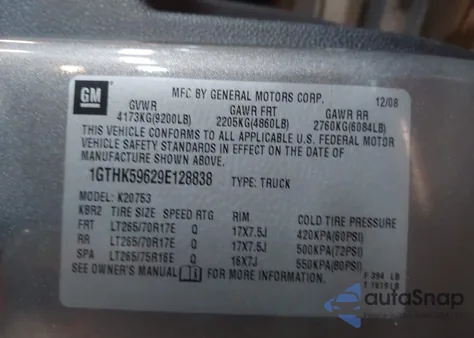 GM
MFC BY GENERAL MOTORS CORP. 12/08
GVWR GAWR FRT GAWR RR
4173KG(9200LB) 2205KG(4860LB) 2760KG(6084LB)
THIS VEHICLE CONFORMS TO ALL APPLICABLE U.S. FEDERAL MOTOR
VEHICLE SAFETY STANDARDS IN EFFECT ON THE DATE OF
MANUFACTURE SHOWN ABOVE.
1GTHK59629E128838 TYPE: TRUCK
MODEL: K20753
KBR2 TIRE SIZE SPEED RTG RIM COLD TIRE PRESSURE
FRT LT265/70R17E Q 17X7.5J 420KPA(60PSI)
RR LT265/70R17E Q 17X7.5J 500KPA(72PSI)
SPA LT265/75R16E Q 16X7J 550KPA(80PSI)
SEE OWNER'S MANUAL FOR MORE INFORMATION.
autoSnap